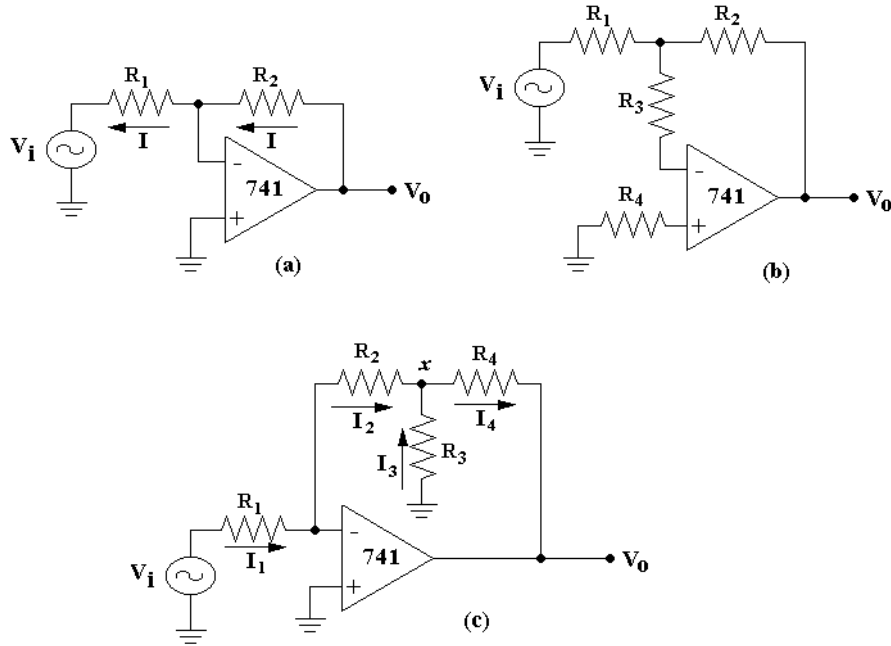 R1 R2
Vi
I I
-
741
+
Vo
(a)
R1 R2
Vi
R3
-
741
R4
+
Vo
(b)
R2 x R4
I2 I4
I3 R3
R1
-
Vi
I1
741
+
Vo
(c)